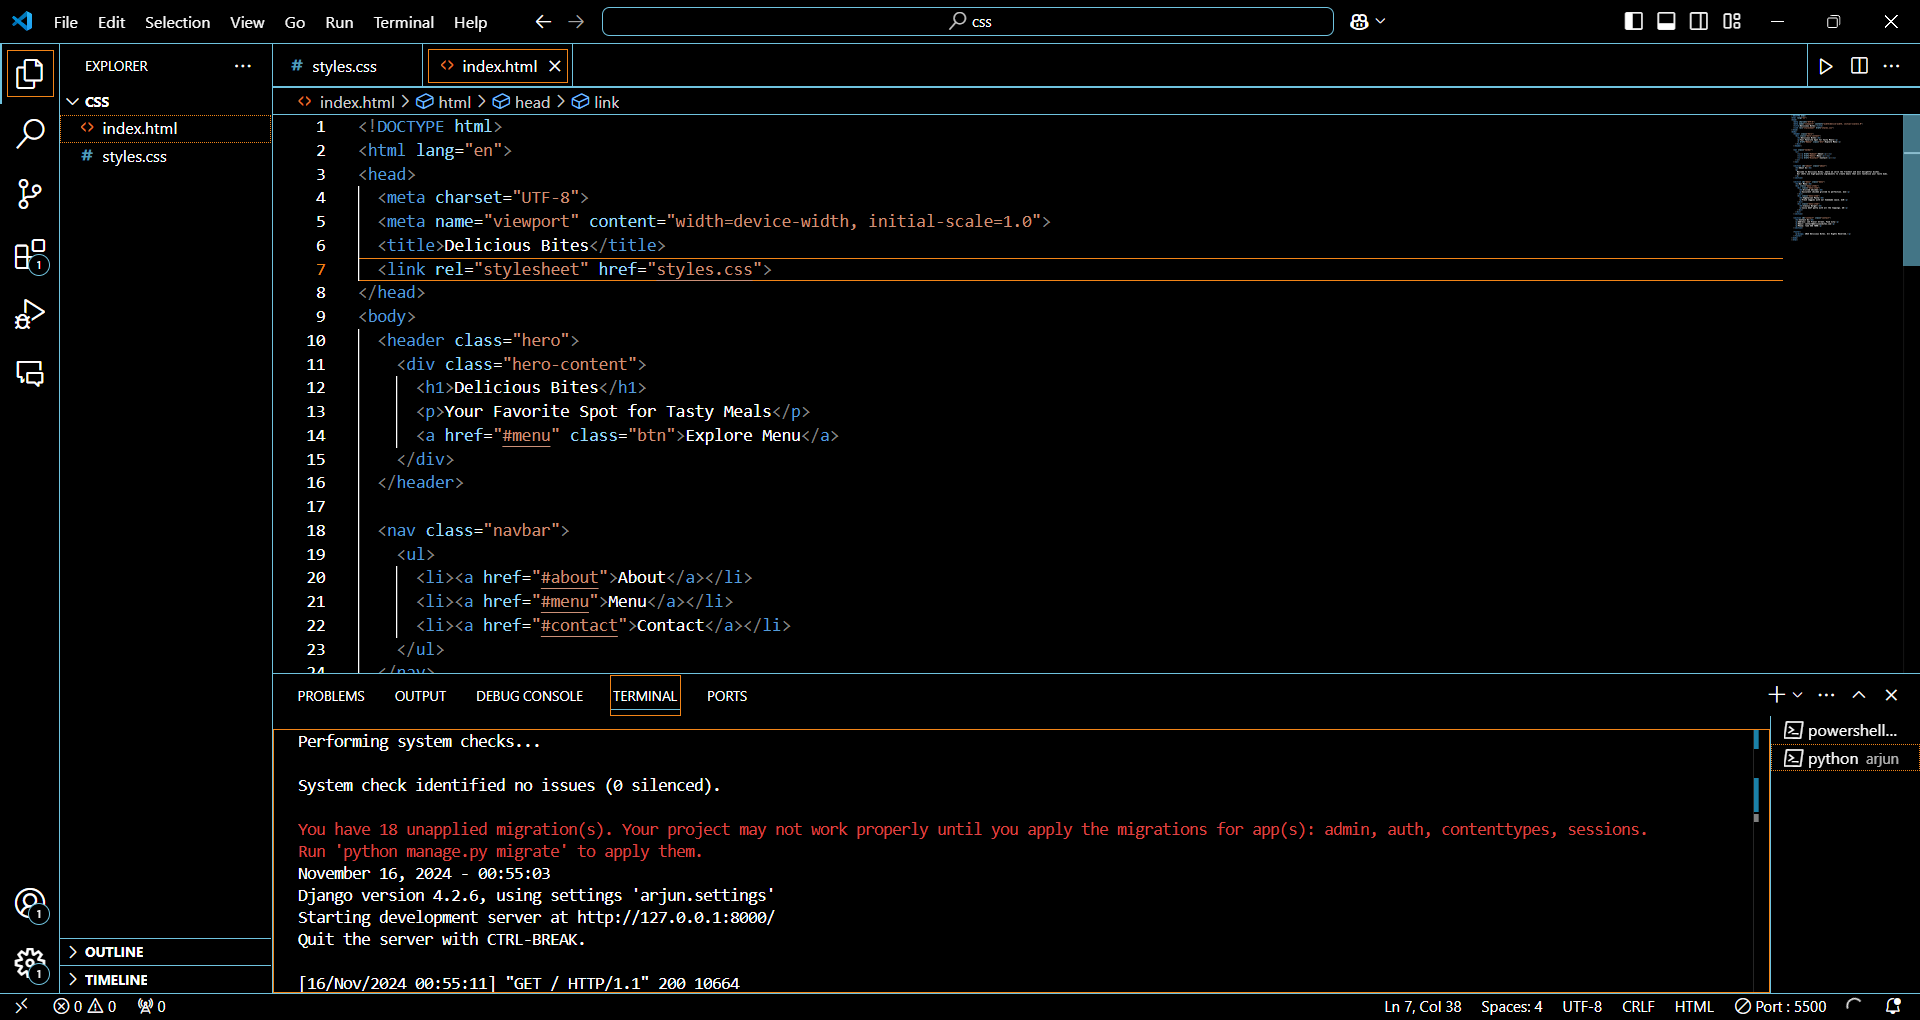 File Edit Selection View Go Run Terminal Help css
EXPLORER
CSS
index.html
styles.css
OUTLINE
TIMELINE
# styles.css <> index.html
<> index.html > html > head > link
1 <!DOCTYPE html>
2 <html lang="en">
3 <head>
4 <meta charset="UTF-8">
5 <meta name="viewport" content="width=device-width, initial-scale=1.0">
6 <title>Delicious Bites</title>
7 <link rel="stylesheet" href="styles.css">
8 </head>
9 <body>
10 <header class="hero">
11 <div class="hero-content">
12 <h1>Delicious Bites</h1>
13 <p>Your Favorite Spot for Tasty Meals</p>
14 <a href="#menu" class="btn">Explore Menu</a>
15 </div>
16 </header>
17
18 <nav class="navbar">
19 <ul>
20 <li><a href="#about">About</a></li>
21 <li><a href="#menu">Menu</a></li>
22 <li><a href="#contact">Contact</a></li>
23 </ul>
24 </nav>
PROBLEMS OUTPUT DEBUG CONSOLE TERMINAL PORTS
Performing system checks...
System check identified no issues (0 silenced).
You have 18 unapplied migration(s). Your project may not work properly until you apply the migrations for app(s): admin, auth, contenttypes, sessions.
Run 'python manage.py migrate' to apply them.
November 16, 2024 - 00:55:03
Django version 4.2.6, using settings 'arjun.settings'
Starting development server at http://127.0.0.1:8000/
Quit the server with CTRL-BREAK.
[16/Nov/2024 00:55:11] "GET / HTTP/1.1" 200 10664
powershell...
python arjun
1
1
1
0 0 0 Ln 7, Col 38 Spaces: 4 UTF-8 CRLF HTML Port : 5500